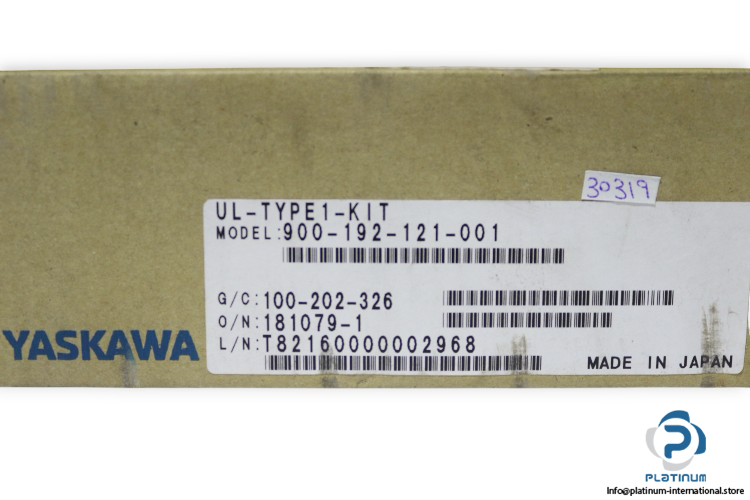 30319
UL-TYPE1-KIT
MODEL:900-192-121-001
G/C:100-202-326
O/N:181079-1
L/N:T82160000002968
YASKAWA
MADE IN JAPAN
PLATINUM
Info@platinum-international.store